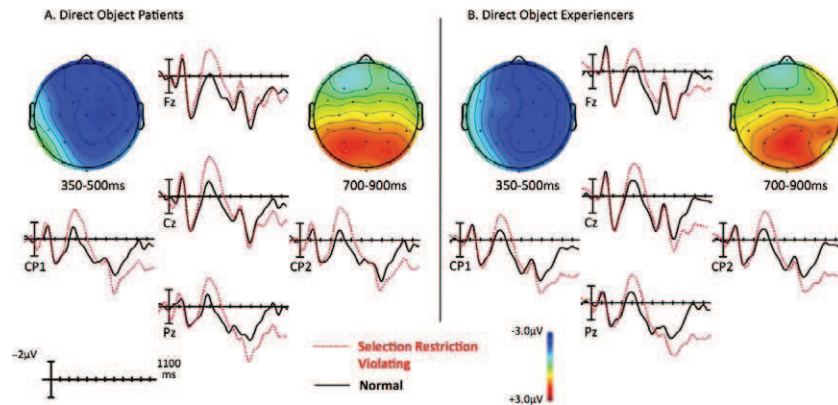 A. Direct Object Patients
B. Direct Object Experiencers
Fz
350-500ms
700-900ms
Cz
CP1
CP2
Pz
Fz
350-500ms
700-900ms
Cz
CP1
CP2
Pz
–2μV
1100
ms
Selection Restriction
Violating
Normal
-3.0μV
+3.0μV